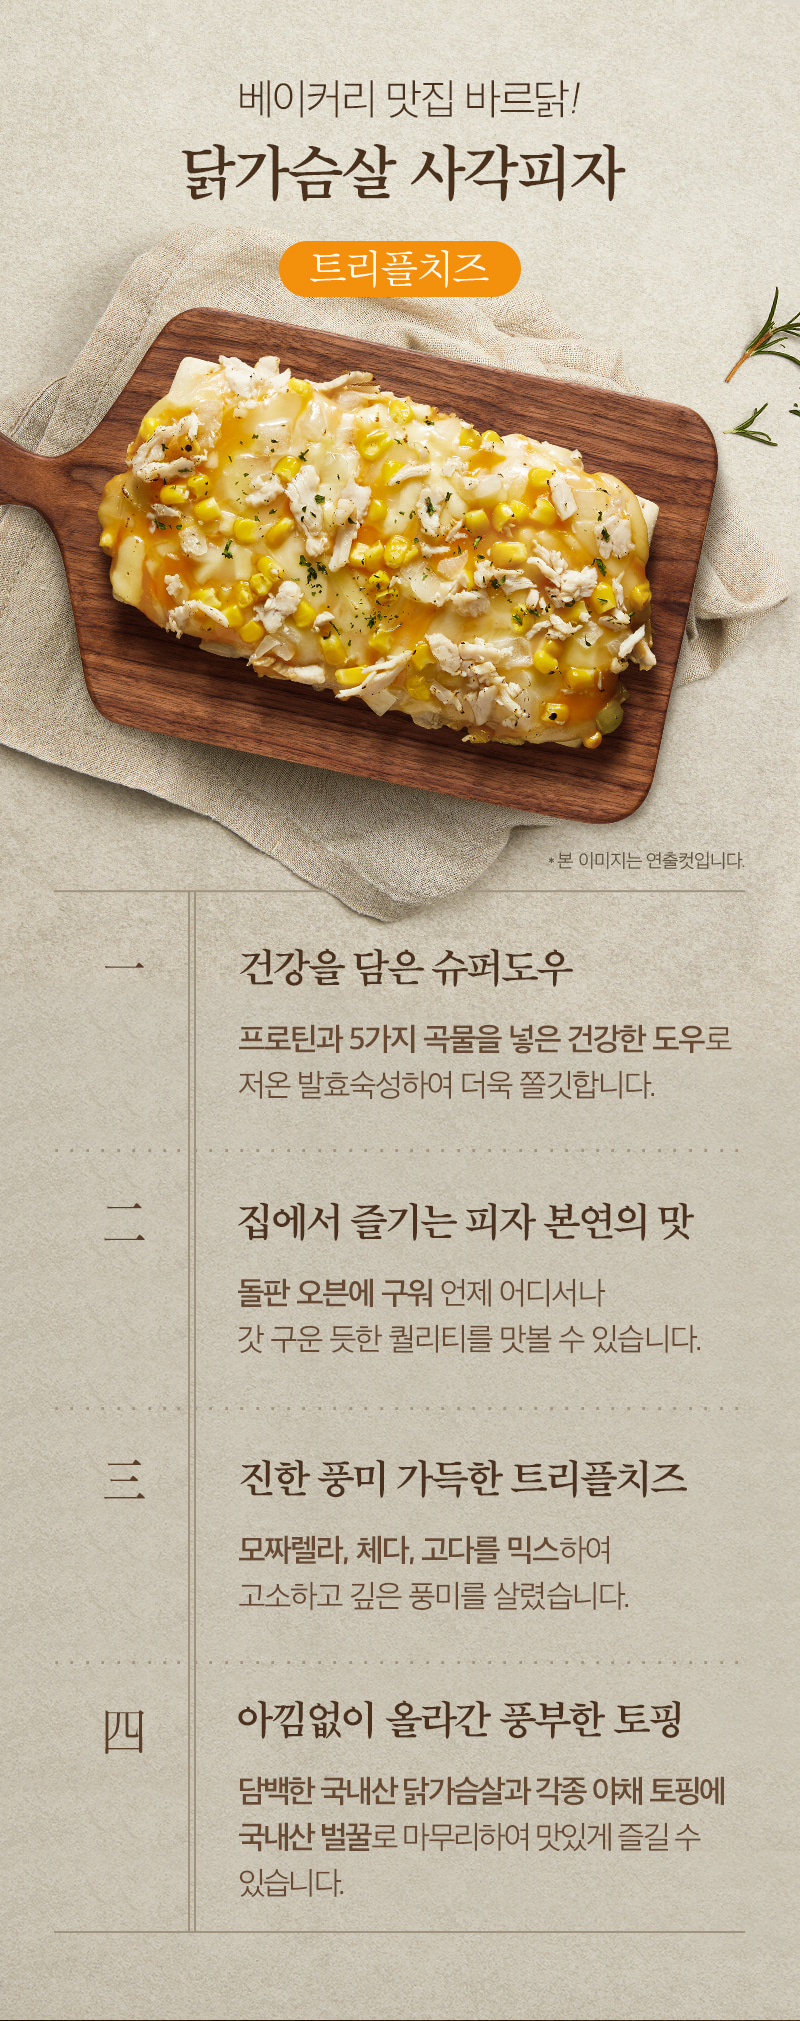 베이커리 맛집 바르닭!
닭가슴살 사각피자
트리플치즈
*본 이미지는 연출컷입니다.
一
건강을 담은 슈퍼도우
프로틴과 5가지 곡물을 넣은 건강한 도우로
저온 발효숙성하여 더욱 쫄깃합니다.
二
집에서 즐기는 피자 본연의 맛
돌판 오븐에 구워 언제 어디서나
갓 구운 듯한 퀄리티를 맛볼 수 있습니다.
三
진한 풍미 가득한 트리플치즈
모짜렐라, 체다, 고다를 믹스하여
고소하고 깊은 풍미를 살렸습니다.
四
아낌없이 올라간 풍부한 토핑
담백한 국내산 닭가슴살과 각종 야채 토핑에
국내산 벌꿀로 마무리하여 맛있게 즐길 수
있습니다.